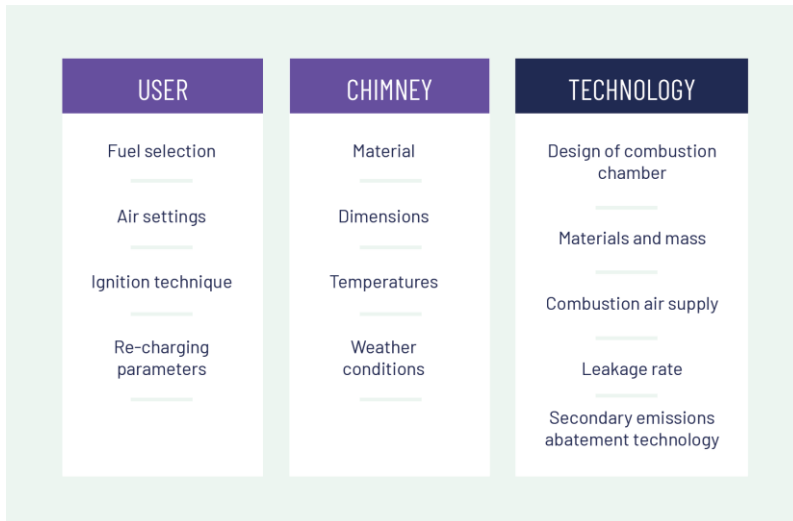 USER
Fuel selection
Air settings
Ignition technique
Re-charging
parameters
CHIMNEY
Material
Dimensions
Temperatures
Weather
conditions
TECHNOLOGY
Design of combustion
chamber
Materials and mass
Combustion air supply
Leakage rate
Secondary emissions
abatement technology